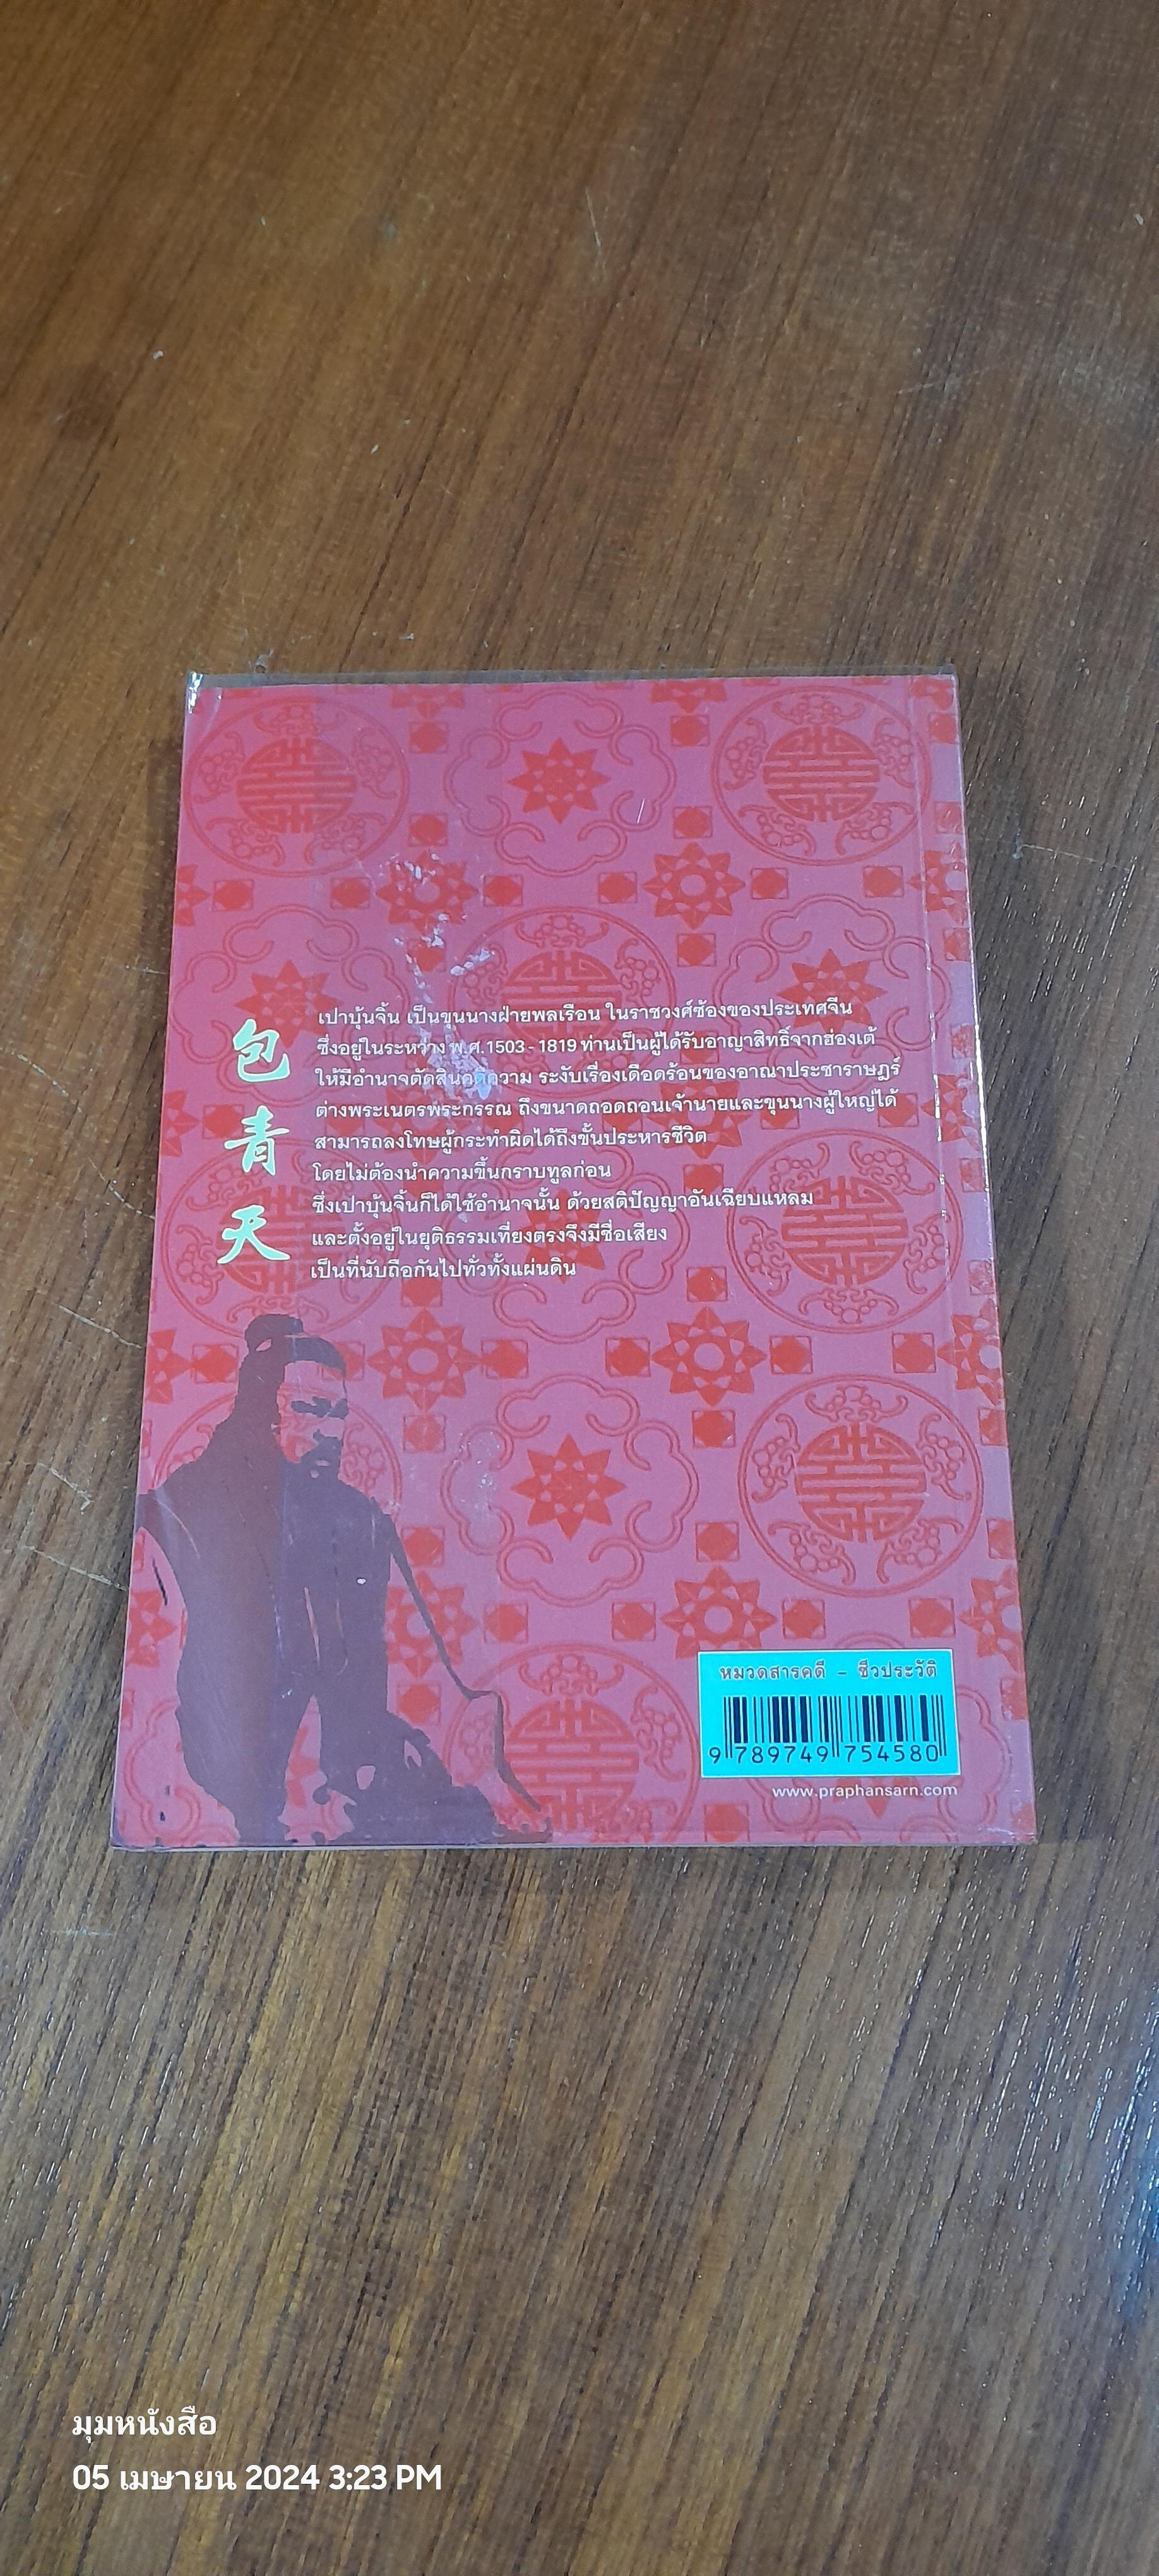 包
青
天
เปาบุ้นจิ้น เป็นขุนนางฝ่ายพลเรือน ในราชวงศ์ซ้องของประเทศจีน
ซึ่งอยู่ในระหว่าง พ.ศ.1503 - 1819 ท่านเป็นผู้ได้รับอาญาสิทธิ์จากฮ่องเต้
ให้มีอำนาจตัดสินคดีความ ระงับเรื่องเดือดร้อนของอาณาประชาราษฎร์
ต่างพระเนตรพระกรรณ ถึงขนาดถอดถอนเจ้านายและขุนนางผู้ใหญ่ได้
สามารถลงโทษผู้กระทำผิดได้ถึงขั้นประหารชีวิต
โดยไม่ต้องนำความขึ้นกราบทูลก่อน
ซึ่งเปาบุ้นจิ้นก็ได้ใช้อำนาจนั้น ด้วยสติปัญญาอันเฉียบแหลม
และตั้งอยู่ในยุติธรรมเที่ยงตรงจึงมีชื่อเสียง
เป็นที่นับถือกันไปทั่วทั้งแผ่นดิน
หมวดสารคดี - ชีวประวัติ
9 789749 754580
www.praphansarn.com
มุมหนังสือ
05 เมษายน 2024 3:23 PM